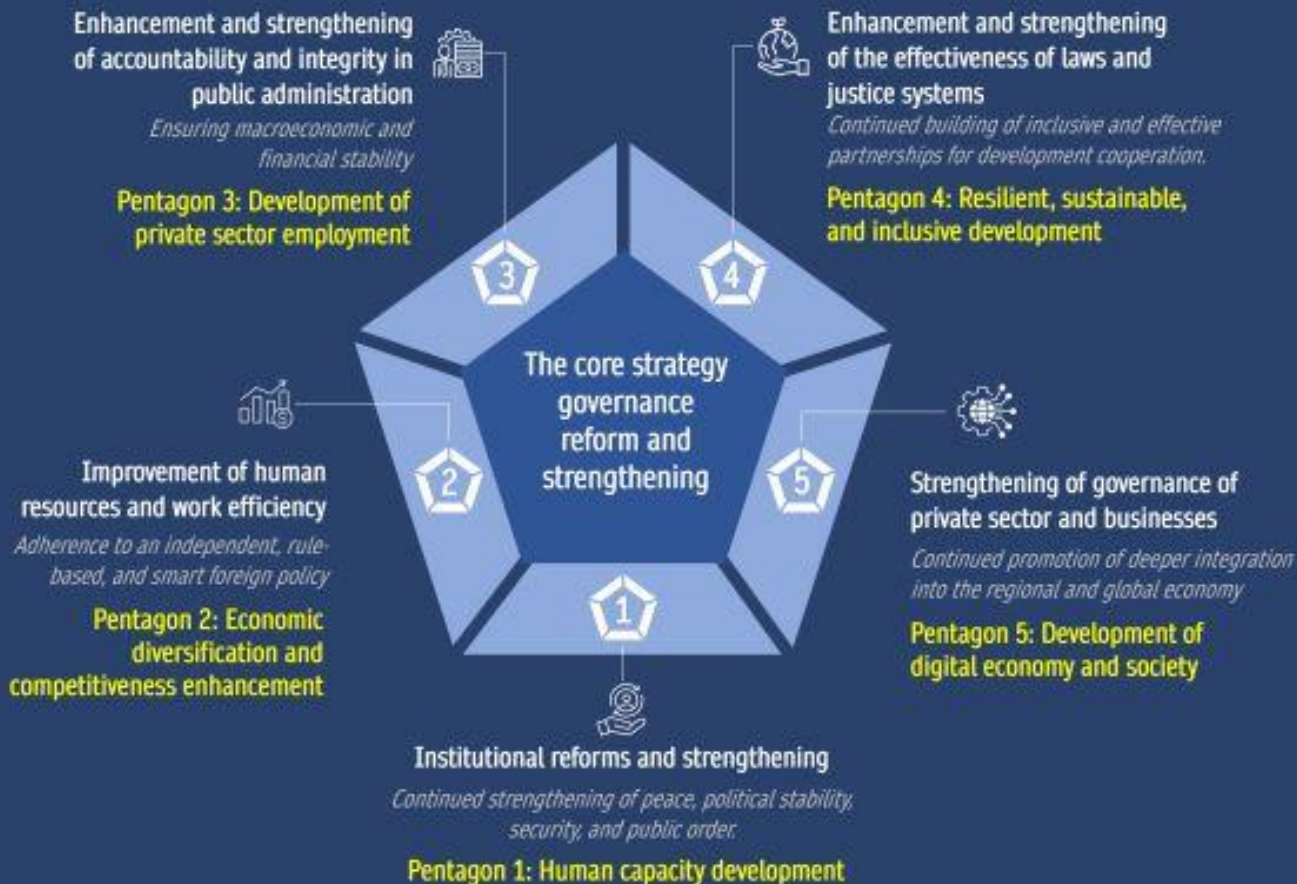 Enhancement and strengthening
of accountability and integrity in
public administration
Ensuring macroeconomic and
financial stability
Pentagon 3: Development of
private sector employment
Enhancement and strengthening
of the effectiveness of laws and
justice systems
Continued building of inclusive and effective
partnerships for development cooperation.
Pentagon 4: Resilient, sustainable,
and inclusive development
3
4
The core strategy
governance
reform and
strengthening
2
5
Improvement of human
resources and work efficiency
Adherence to an independent, rule-
based, and smart foreign policy
Pentagon 2: Economic
diversification and
competitiveness enhancement
Strengthening of governance of
private sector and businesses
Continued promotion of deeper integration
into the regional and global economy
Pentagon 5: Development of
digital economy and society
1
Institutional reforms and strengthening
Continued strengthening of peace, political stability,
security, and public order.
Pentagon 1: Human capacity development